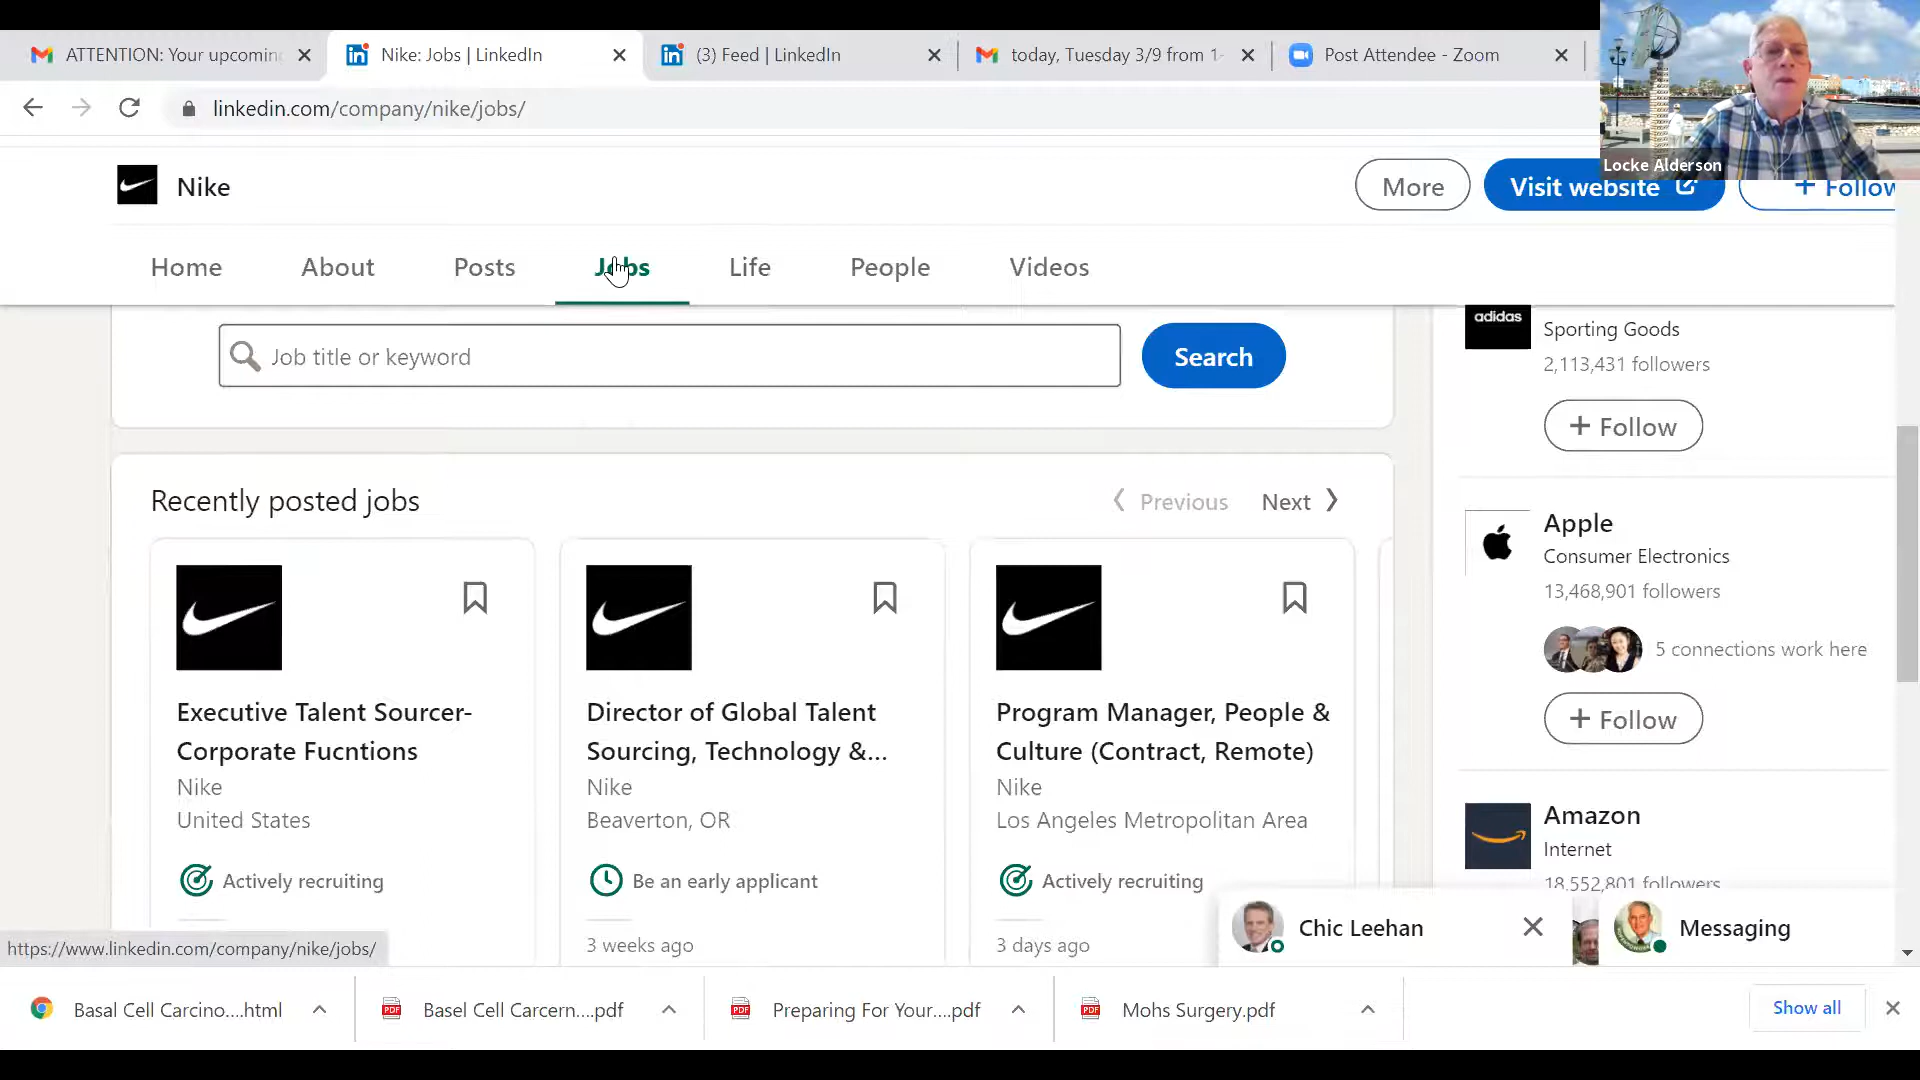 ATTENTION: Your upcoming
Nike: Jobs | LinkedIn
(3) Feed | LinkedIn
today, Tuesday 3/9 from 1-
Post Attendee - Zoom
linkedin.com/company/nike/jobs/
Locke Alderson
Nike
More
Visit website
+ Follow
Home
About
Posts
Jobs
Life
People
Videos
Job title or keyword
Search
adidas
Sporting Goods
2,113,431 followers
+ Follow
Recently posted jobs
Previous
Next
Apple
Consumer Electronics
13,468,901 followers
5 connections work here
+ Follow
Executive Talent Sourcer-
Corporate Fucntions
Nike
United States
Actively recruiting
Director of Global Talent
Sourcing, Technology &...
Nike
Beaverton, OR
Be an early applicant
3 weeks ago
Program Manager, People &
Culture (Contract, Remote)
Nike
Los Angeles Metropolitan Area
Actively recruiting
3 days ago
Amazon
Internet
18,552,801 followers
Chic Leehan
Messaging
https://www.linkedin.com/company/nike/jobs/
Basal Cell Carcino....html
PDF
Basel Cell Carcern....pdf
PDF
Preparing For Your....pdf
PDF
Mohs Surgery.pdf
Show all